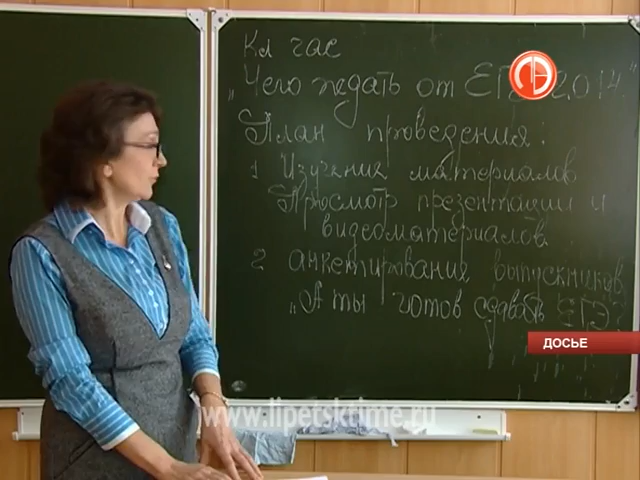 Кл час
„Чего ждать от ЕГЭ 2014"
План проведения:
1 Изучение материалов
Просмотр презентации и
видеоматериалов
2 анкетирования выпускников
„А ты готов сдавать ЕГЭ?
ДОСЬЕ
www.lipetsktime.ru